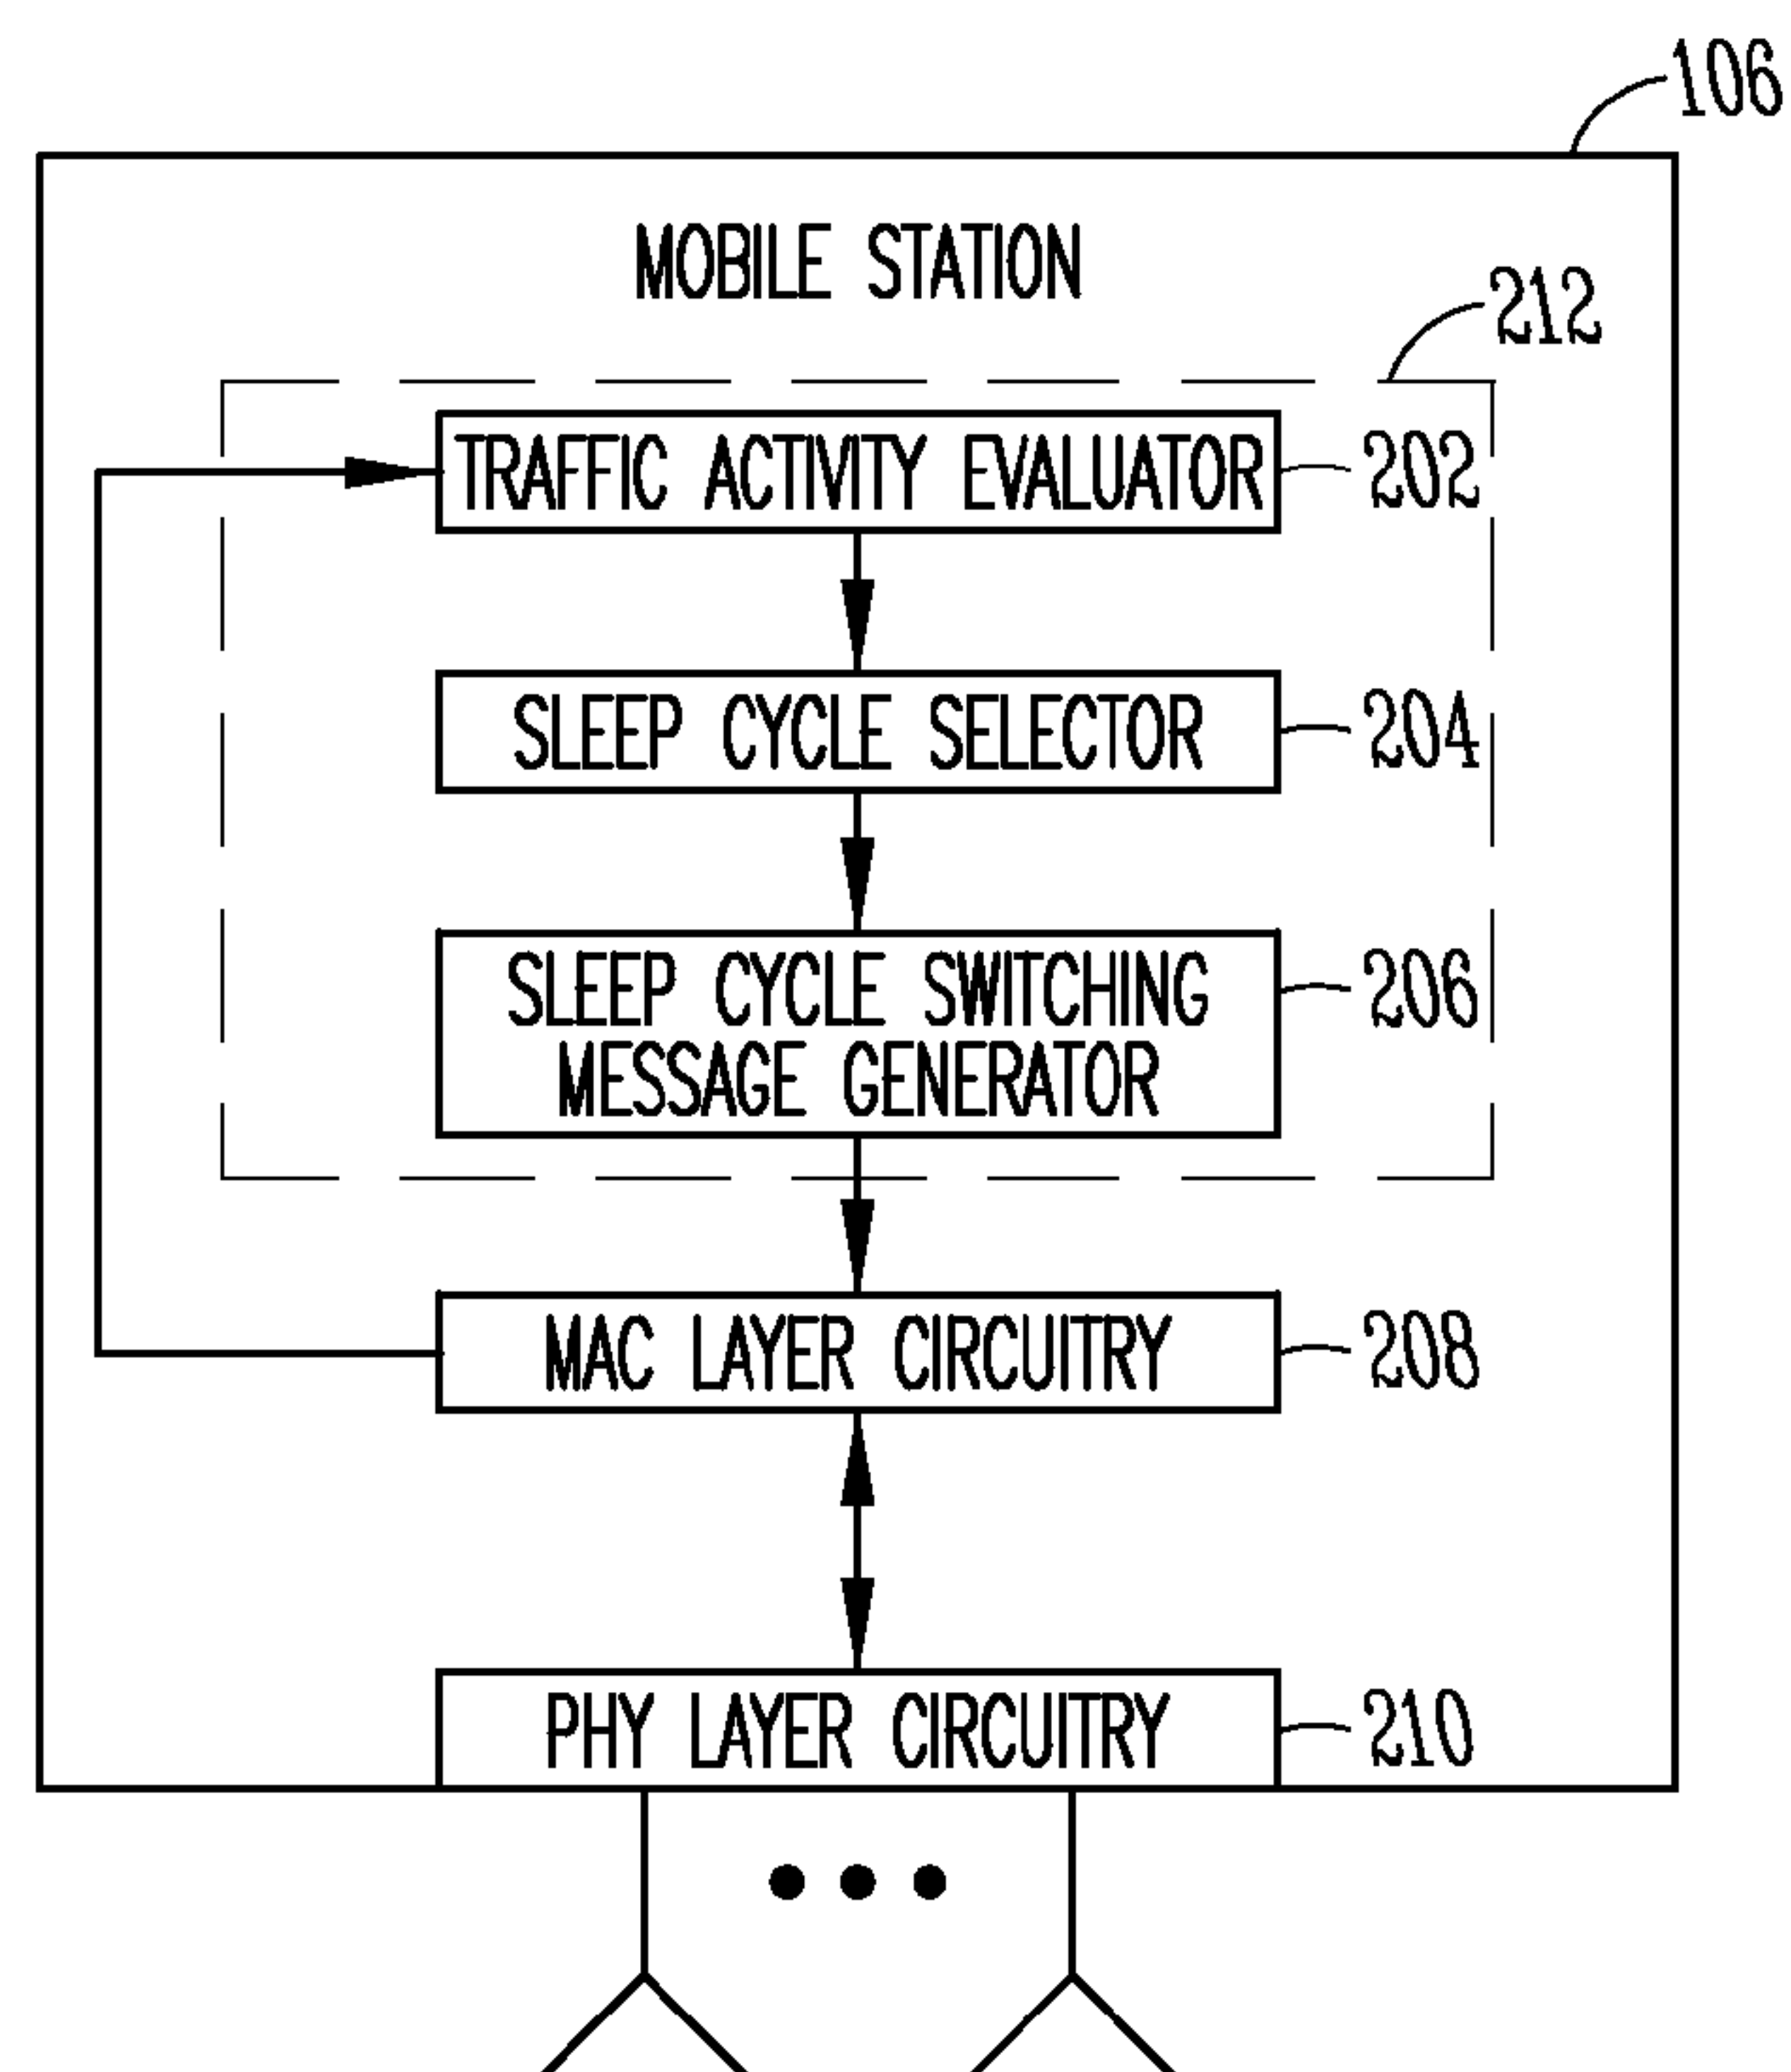 106
MOBILE STATION
212
TRAFFIC ACTIVITY EVALUATOR
202
SLEEP CYCLE SELECTOR
204
SLEEP CYCLE SWITCHING
MESSAGE GENERATOR
206
MAC LAYER CIRCUITRY
208
PHY LAYER CIRCUITRY
210